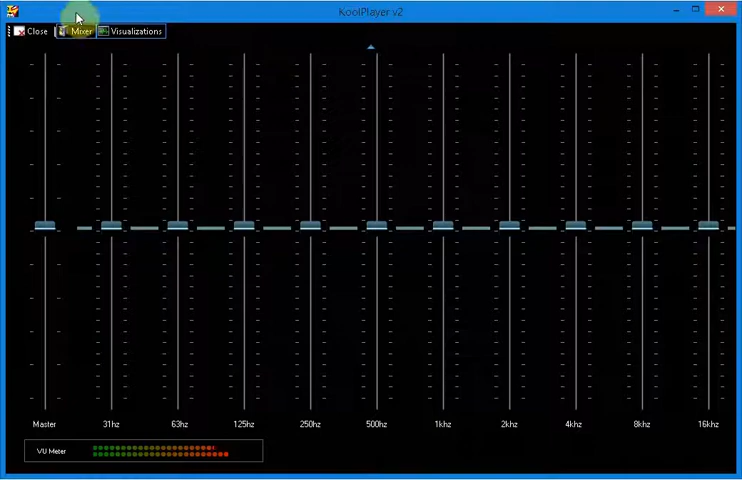 KoolPlayer v2
Close Mixer Visualizations
Master 31hz 63hz 125hz 250hz 500hz 1khz 2khz 4khz 8khz 16khz
VU Meter